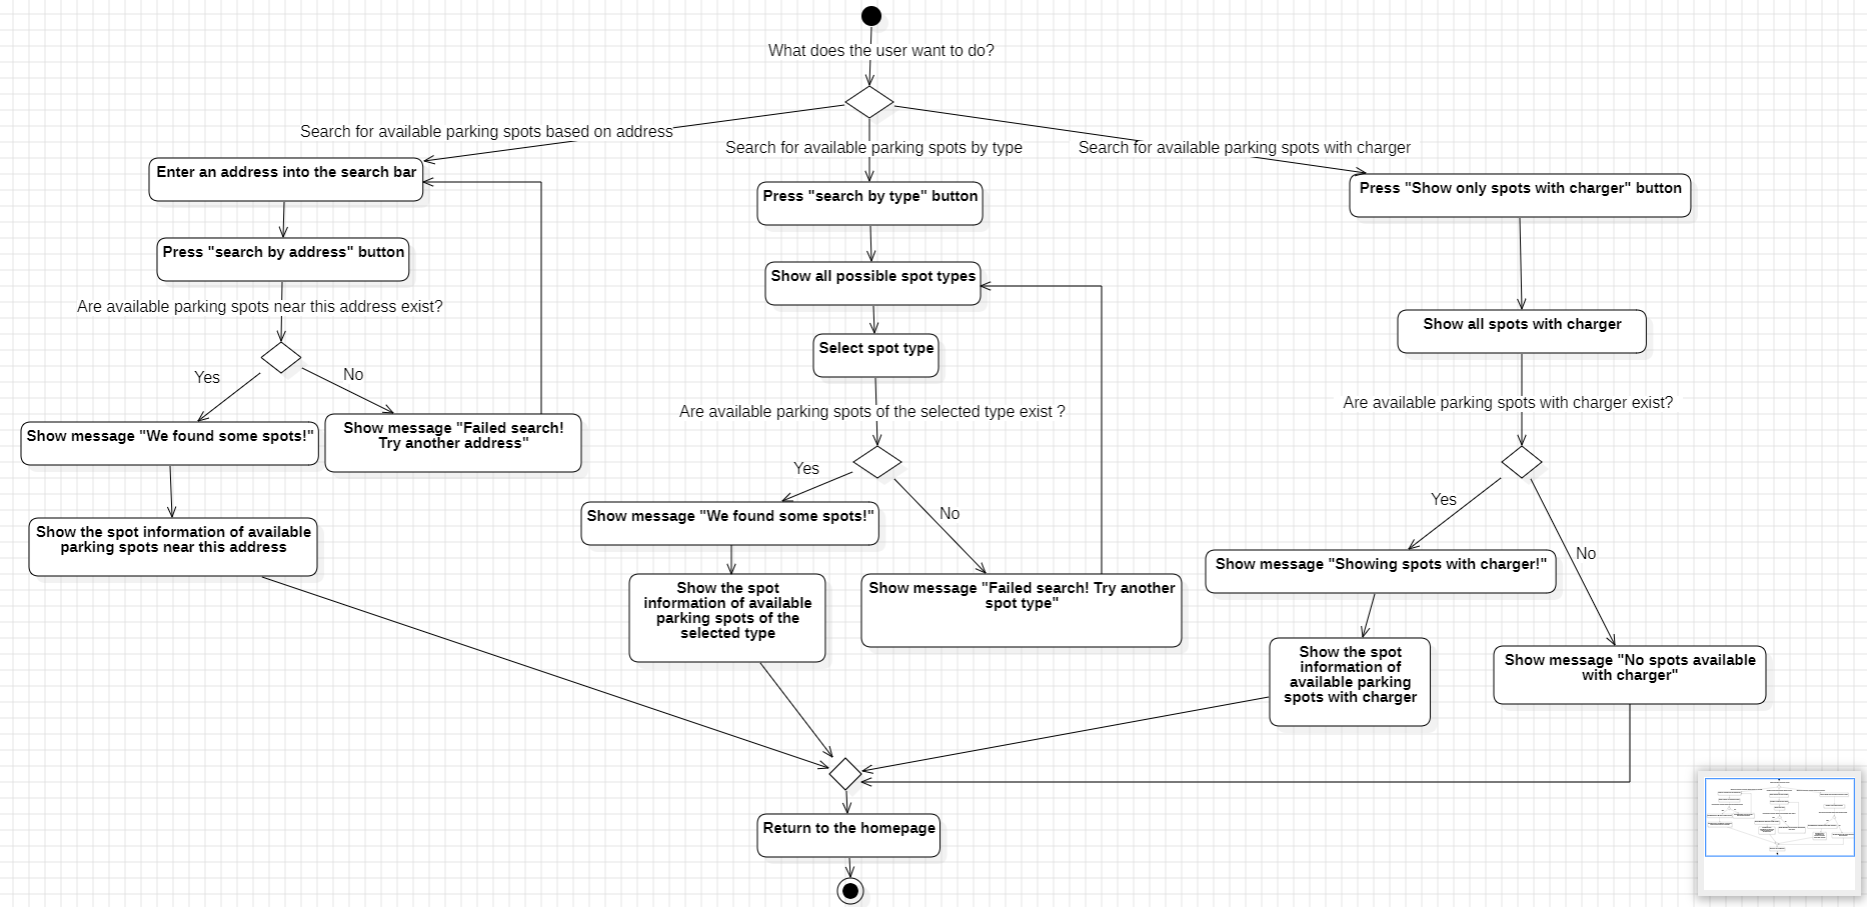 What does the user want to do?
Search for available parking spots based on address
Search for available parking spots by type
Search for available parking spots with charger
Enter an address into the search bar
Press "search by type" button
Press "Show only spots with charger" button
Press "search by address" button
Show all possible spot types
Are available parking spots near this address exist?
Show all spots with charger
Select spot type
Yes
No
Are available parking spots with charger exist?
Are available parking spots of the selected type exist ?
Show message "We found some spots!"
Show message "Failed search!
Try another address"
Yes
No
Yes
No
Show message "We found some spots!"
Show the spot information of available
parking spots near this address
Show message "Showing spots with charger!"
Show the spot
information of available
parking spots of the
selected type
Show message "Failed search! Try another
spot type"
Show the spot
information of
available parking
spots with charger
Show message "No spots available
with charger"
Return to the homepage